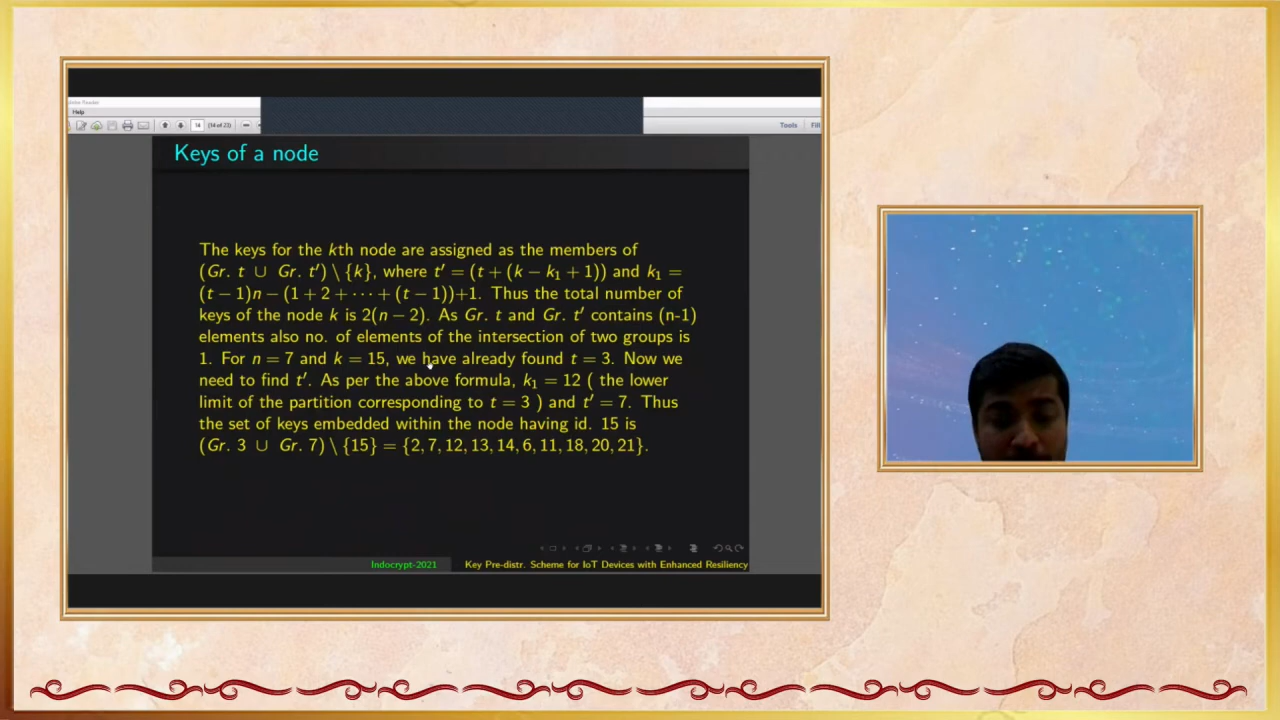 Help
14 (14 of 23)
Tools
Fill
Keys of a node
The keys for the kth node are assigned as the members of
(Gr. t ∪ Gr. t′) \ {k}, where t′ = (t + (k − k₁ + 1)) and k₁ =
(t − 1)n − (1 + 2 + ⋯ + (t − 1))+1. Thus the total number of
keys of the node k is 2(n − 2). As Gr. t and Gr. t′ contains (n-1)
elements also no. of elements of the intersection of two groups is
1. For n = 7 and k = 15, we have already found t = 3. Now we
need to find t′. As per the above formula, k₁ = 12 ( the lower
limit of the partition corresponding to t = 3 ) and t′ = 7. Thus
the set of keys embedded within the node having id. 15 is
(Gr. 3 ∪ Gr. 7) \ {15} = {2, 7, 12, 13, 14, 6, 11, 18, 20, 21}.
Indocrypt-2021 Key Pre-distr. Scheme for IoT Devices with Enhanced Resiliency